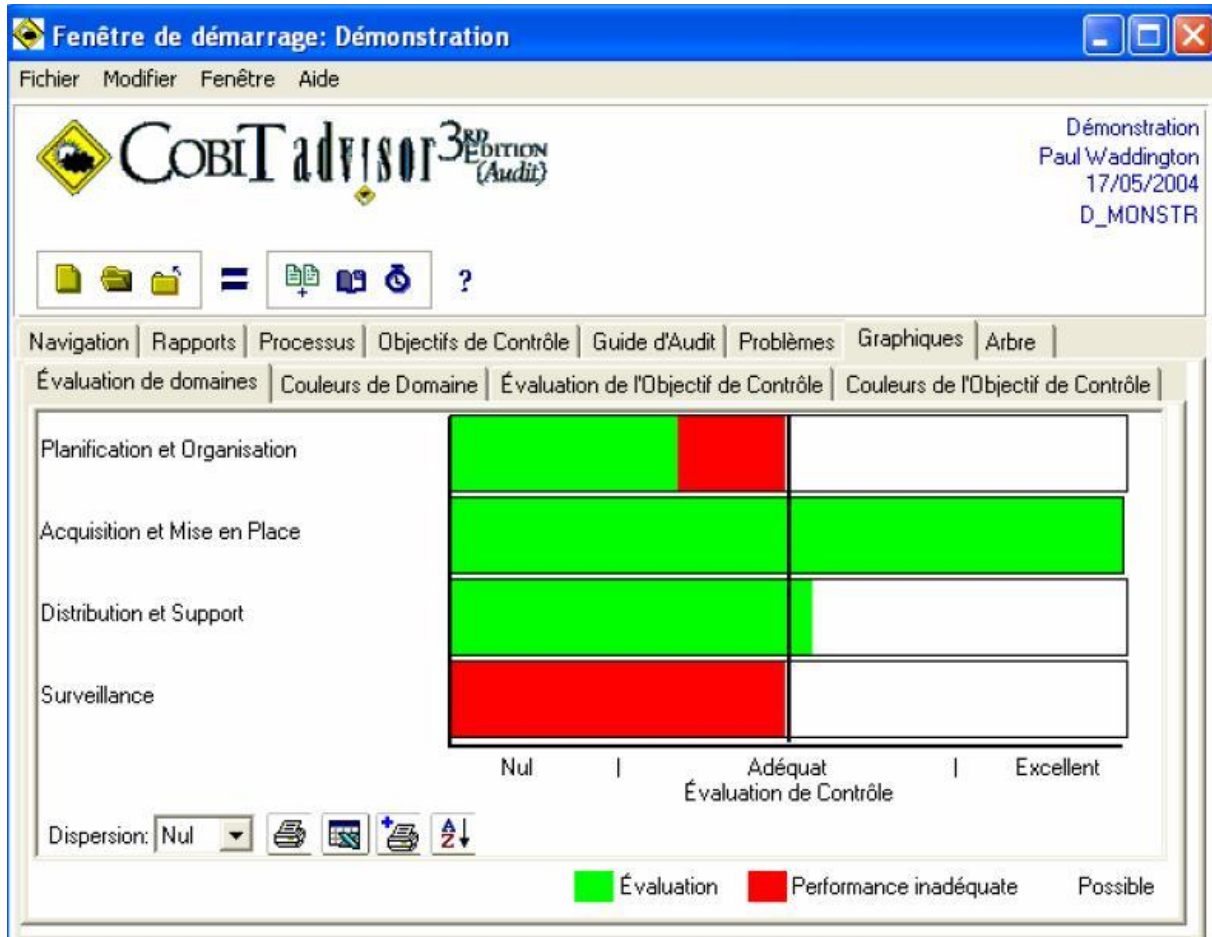 Fenêtre de démarrage: Démonstration
Fichier Modifier Fenêtre Aide
COBIT advisor 3RD EDITION (Audit)
Démonstration
Paul Waddington
17/05/2004
D_MONSTR
?
Navigation Rapports Processus Objectifs de Contrôle Guide d'Audit Problèmes Graphiques Arbre
Évaluation de domaines Couleurs de Domaine Évaluation de l'Objectif de Contrôle Couleurs de l'Objectif de Contrôle
Planification et Organisation
Acquisition et Mise en Place
Distribution et Support
Surveillance
Nul | Adéquat | Excellent
Évaluation de Contrôle
Dispersion: Nul
A
Z
Évaluation Performance inadéquate Possible